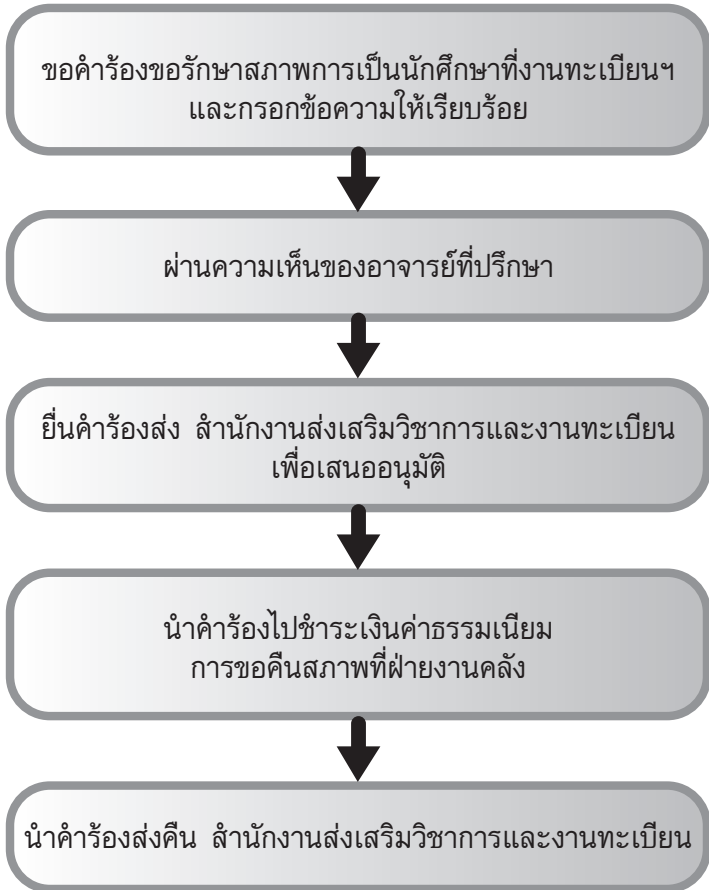 ขอคำร้องขอรักษาสภาพการเป็นนักศึกษาที่งานทะเบียนฯ
และกรอกข้อความให้เรียบร้อย
ผ่านความเห็นของอาจารย์ที่ปรึกษา
ยื่นคำร้องส่ง สำนักงานส่งเสริมวิชาการและงานทะเบียน
เพื่อเสนออนุมัติ
นำคำร้องไปชำระเงินค่าธรรมเนียม
การขอคืนสภาพที่ฝ่ายงานคลัง
นำคำร้องส่งคืน สำนักงานส่งเสริมวิชาการและงานทะเบียน